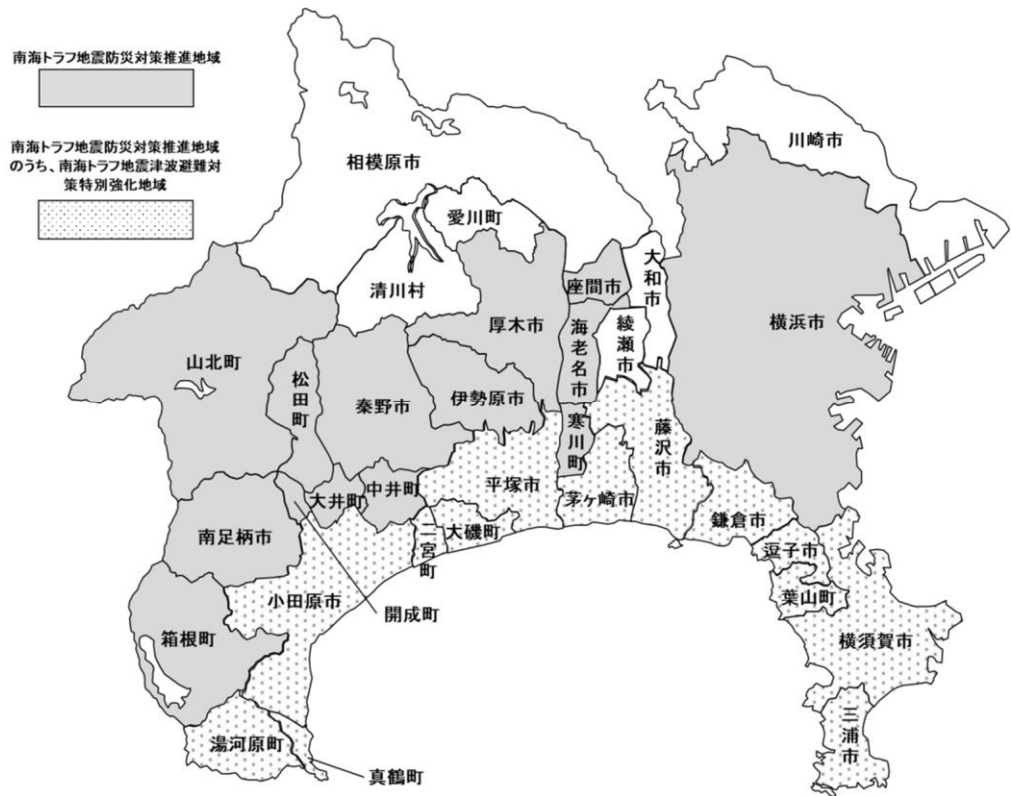 南海トラフ地震防災対策推進地域
南海トラフ地震防災対策推進地域
のうち、南海トラフ地震津波避難対
策特別強化地域
川崎市
相模原市
愛川町
大和市
清川村
座間市
横浜市
厚木市
海老名市
綾瀬市
山北町
松田町
秦野市
伊勢原市
寒川町
藤沢市
大井町
中井町
平塚市
茅ヶ崎市
鎌倉市
南足柄市
二宮町
大磯町
逗子市
小田原市
開成町
葉山町
箱根町
横須賀市
三浦市
湯河原町
真鶴町